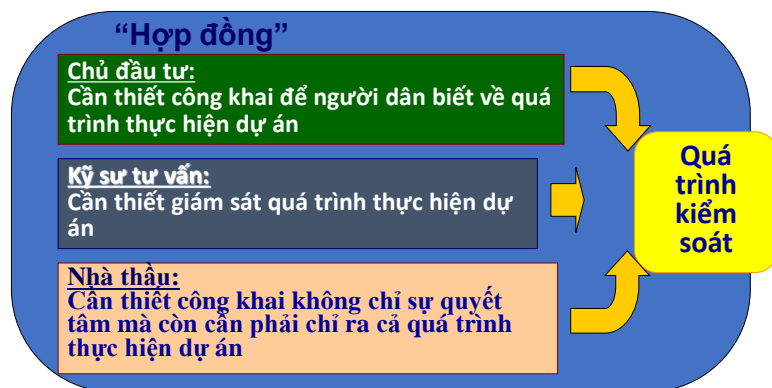 “Hợp đồng”
Chủ đầu tư:
Cần thiết công khai để người dân biết về quá
trình thực hiện dự án
Kỹ sư tư vấn:
Cần thiết giám sát quá trình thực hiện dự
án
Nhà thầu:
Cần thiết công khai không chỉ sự quyết
tâm mà còn cần phải chỉ ra cả quá trình
thực hiện dự án
Quá
trình
kiểm
soát